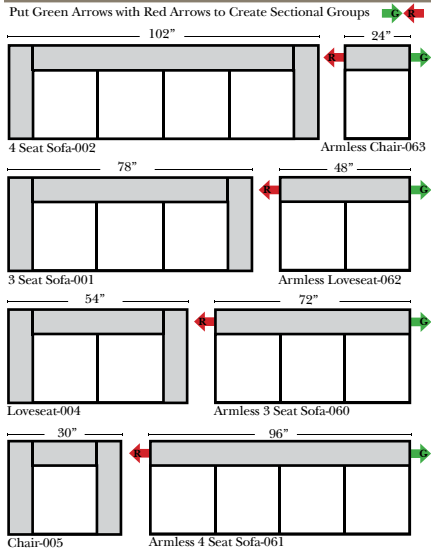 Put Green Arrows with Red Arrows to Create Sectional Groups G R
102” 24”
R G
4 Seat Sofa-002 Armless Chair-063
78” 48”
R G
3 Seat Sofa-001 Armless Loveseat-062
54” 72”
R G
Loveseat-004 Armless 3 Seat Sofa-060
30” 96”
R G
Chair-005 Armless 4 Seat Sofa-061